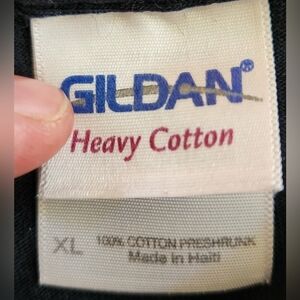 GILDAN®
Heavy Cotton
XL
100% COTTON PRESHRUNK
Made in Haiti